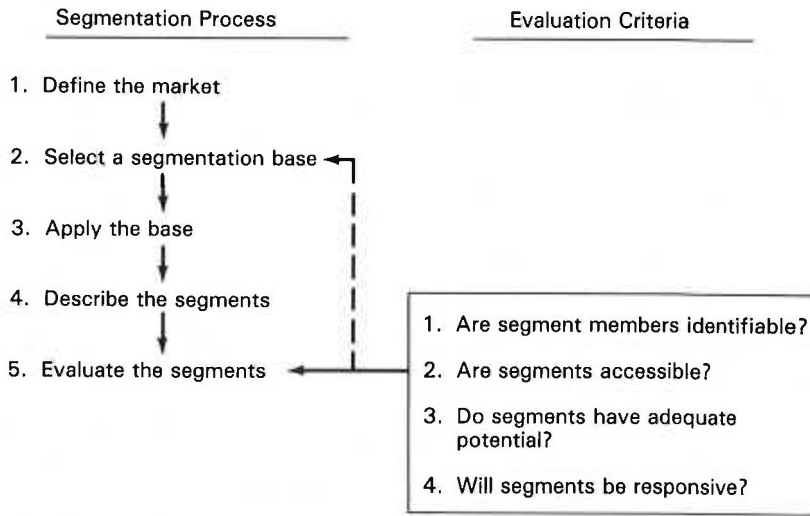 Segmentation Process
Evaluation Criteria
1. Define the market
2. Select a segmentation base
3. Apply the base
4. Describe the segments
5. Evaluate the segments
1. Are segment members identifiable?
2. Are segments accessible?
3. Do segments have adequate
potential?
4. Will segments be responsive?